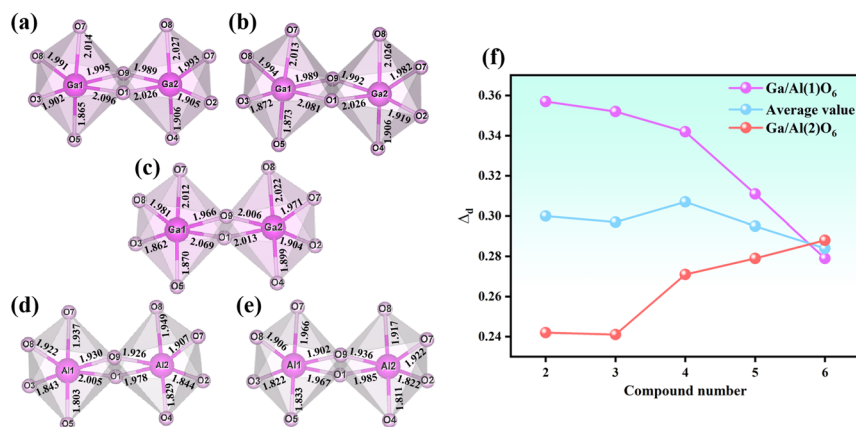 (a)
O7
O8
O8
O7
2.014
2.027
1.991
1.995
O9
1.989
1.993
Ga1
Ga2
O3
1.902
2.096
O1
2.026
1.905
O2
1.865
1.906
O5
O4
(b)
O7
O8
O8
O7
2.013
2.026
1.994
1.989
O9
1.992
1.982
Ga1
Ga2
O3
1.872
2.081
O1
2.026
1.919
O2
1.873
1.906
O5
O4
(c)
O7
O8
O8
O7
2.012
2.022
1.981
1.966
O9
2.006
1.971
Ga1
Ga2
O3
1.862
2.069
O1
2.013
1.904
O2
1.870
1.899
O5
O4
(d)
O7
O8
O8
O7
1.937
1.949
1.922
1.930
O9
1.926
1.907
Al1
Al2
O3
1.843
2.005
O1
1.978
1.844
O2
1.803
1.829
O5
O4
(e)
O7
O8
O8
O7
1.966
1.917
1.906
1.902
O9
1.936
1.922
Al1
Al2
O3
1.822
1.967
O1
1.985
1.822
O2
1.833
1.811
O5
O4
(f)
Ga/Al(1)O₆
Average value
Ga/Al(2)O₆
0.36
0.34
0.32
0.30
0.28
0.26
0.24
Δd
2 3 4 5 6
Compound number